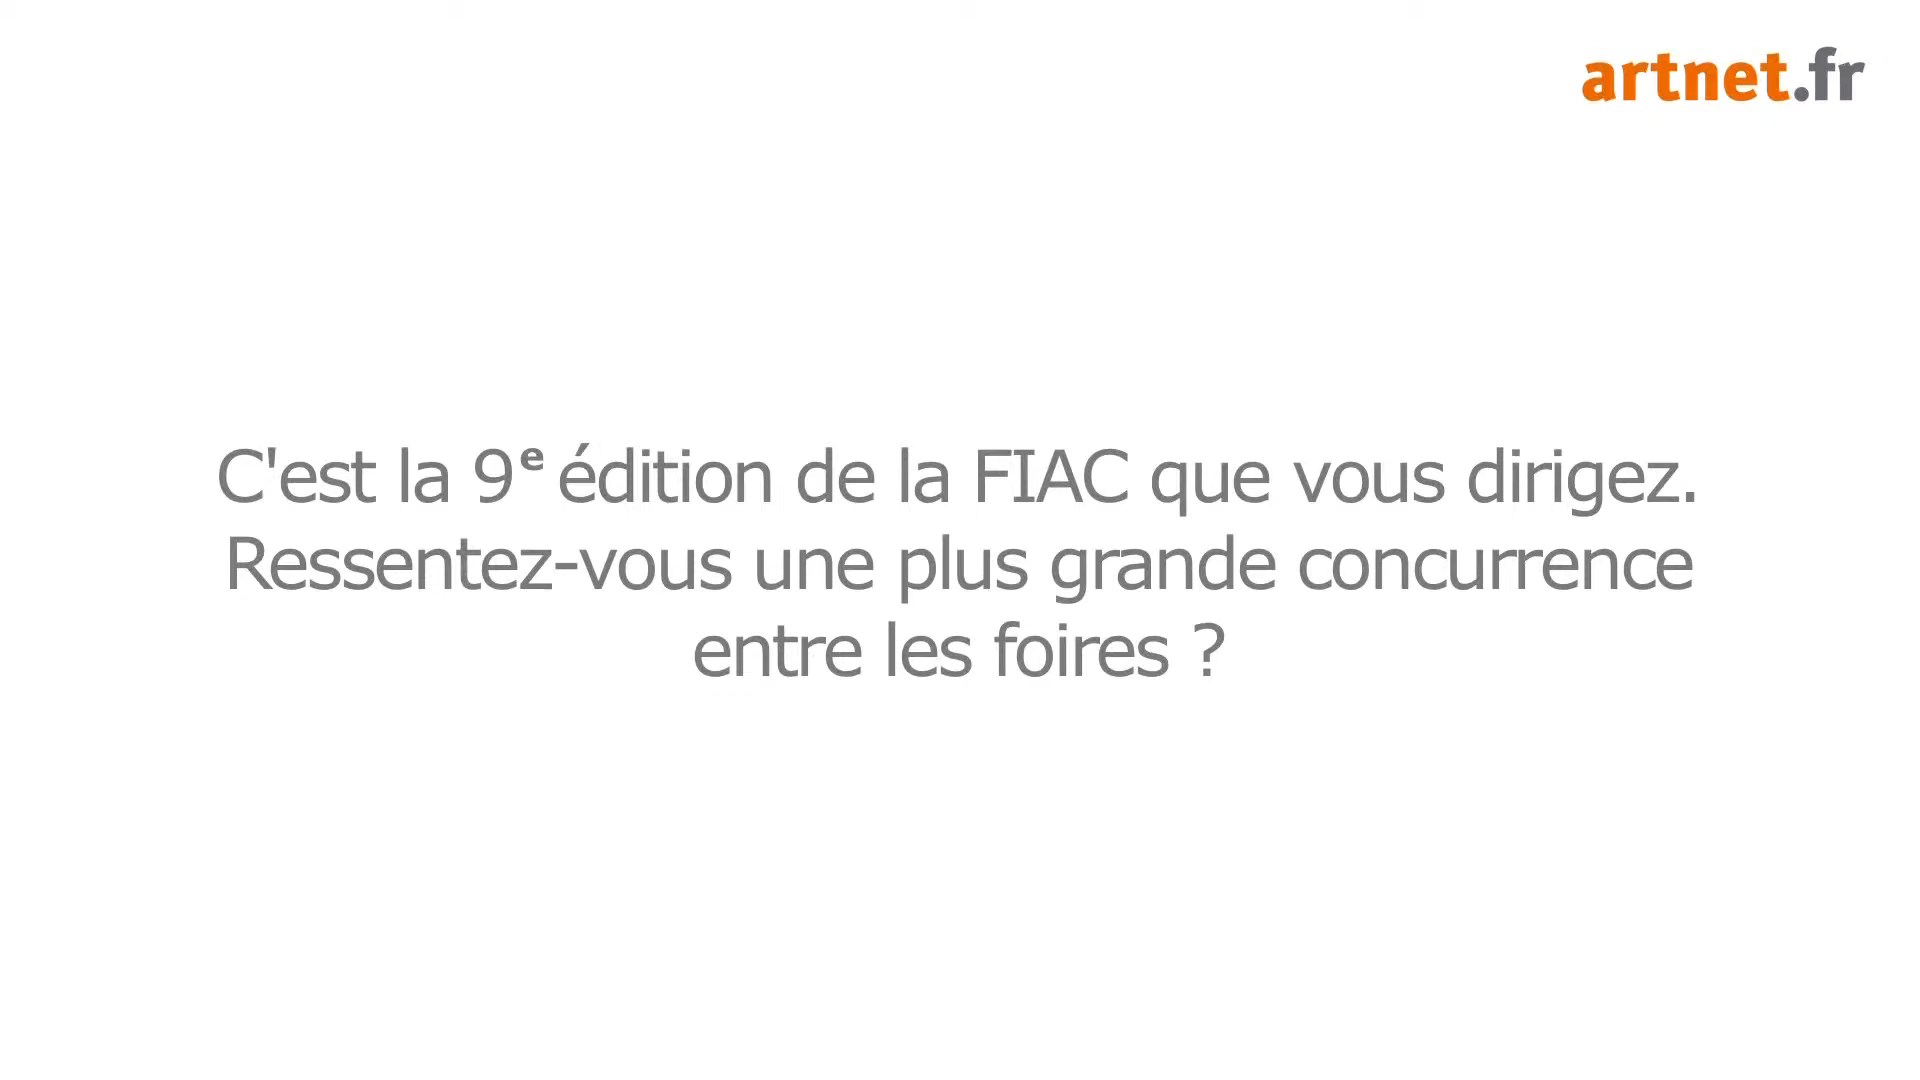 artnet.fr
C'est la 9e édition de la FIAC que vous dirigez.
Ressentez-vous une plus grande concurrence
entre les foires ?